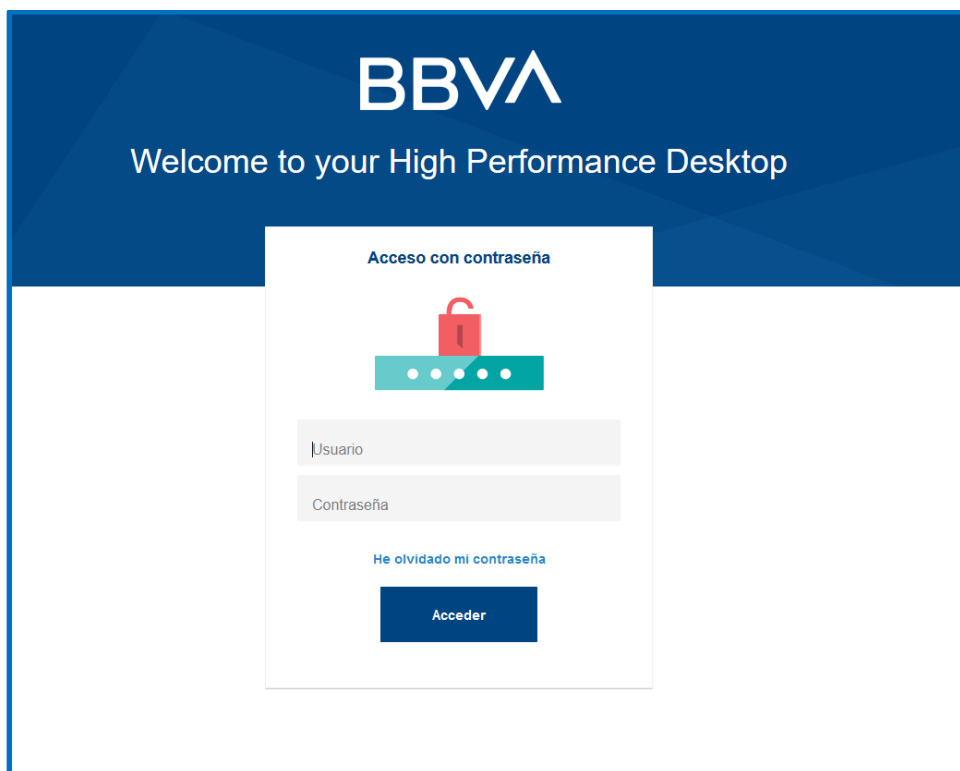 BBVA
Welcome to your High Performance Desktop
Acceso con contraseña
Usuario
Contraseña
He olvidado mi contraseña
Acceder